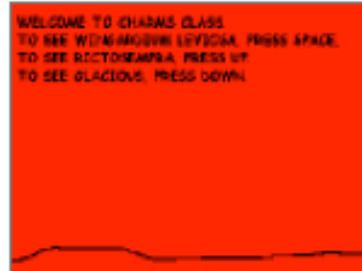 WELCOME TO CHARMS CLASS
TO SEE WINGARDIUM LEVIOSA, PRESS SPACE.
TO SEE RICTOSEMPRA, PRESS UP.
TO SEE GLACIOUS, PRESS DOWN.